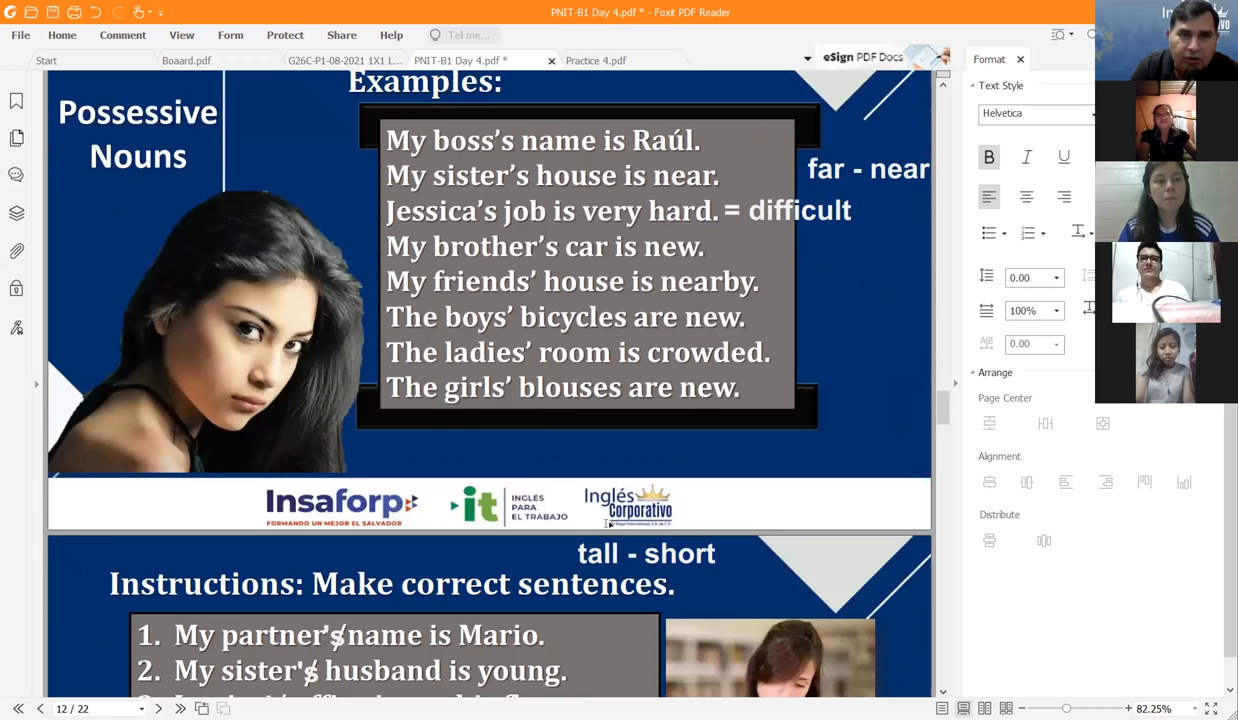 PNIT-B1 Day 4.pdf * - Foxit PDF Reader
File Home Comment View Form Protect Share Help Tell me...
Start Boaard.pdf G26C-P1-08-2021 1X1 L... PNIT-B1 Day 4.pdf * Practice 4.pdf eSign PDF Docs
Format
Text Style
Helvetica
B I U
0.00
100%
0.00
Arrange
Page Center
Alignment
Distribute
Possessive
Nouns
Examples:
My boss's name is Raúl.
My sister's house is near.
far - near
Jessica's job is very hard. = difficult
My brother's car is new.
My friends' house is nearby.
The boys' bicycles are new.
The ladies' room is crowded.
The girls' blouses are new.
Insaforp
FORMANDO UN MEJOR EL SALVADOR
it
INGLÉS
PARA
EL TRABAJO
Inglés
Corporativo
tall - short
Instructions: Make correct sentences.
1. My partner's name is Mario.
2. My sister's husband is young.
12 / 22
82.25%